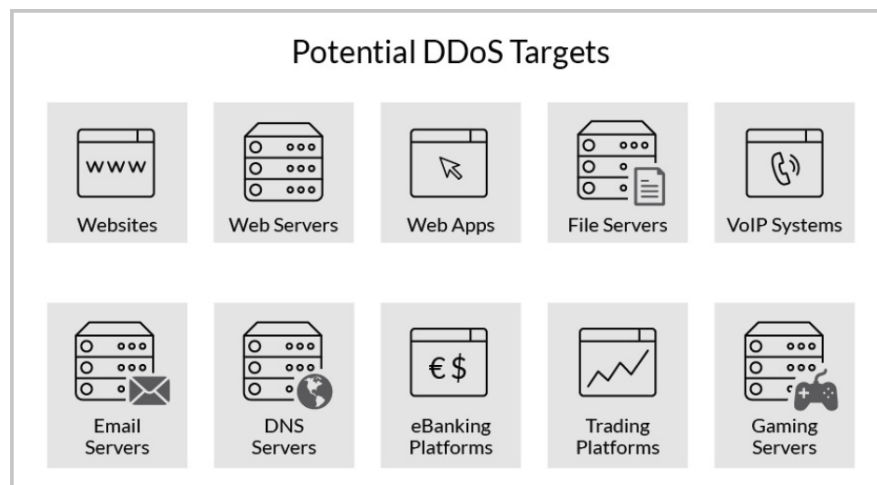 Potential DDoS Targets
www
Websites
Web Servers
Web Apps
File Servers
VoIP Systems
Email
Servers
DNS
Servers
€ $
eBanking
Platforms
Trading
Platforms
Gaming
Servers